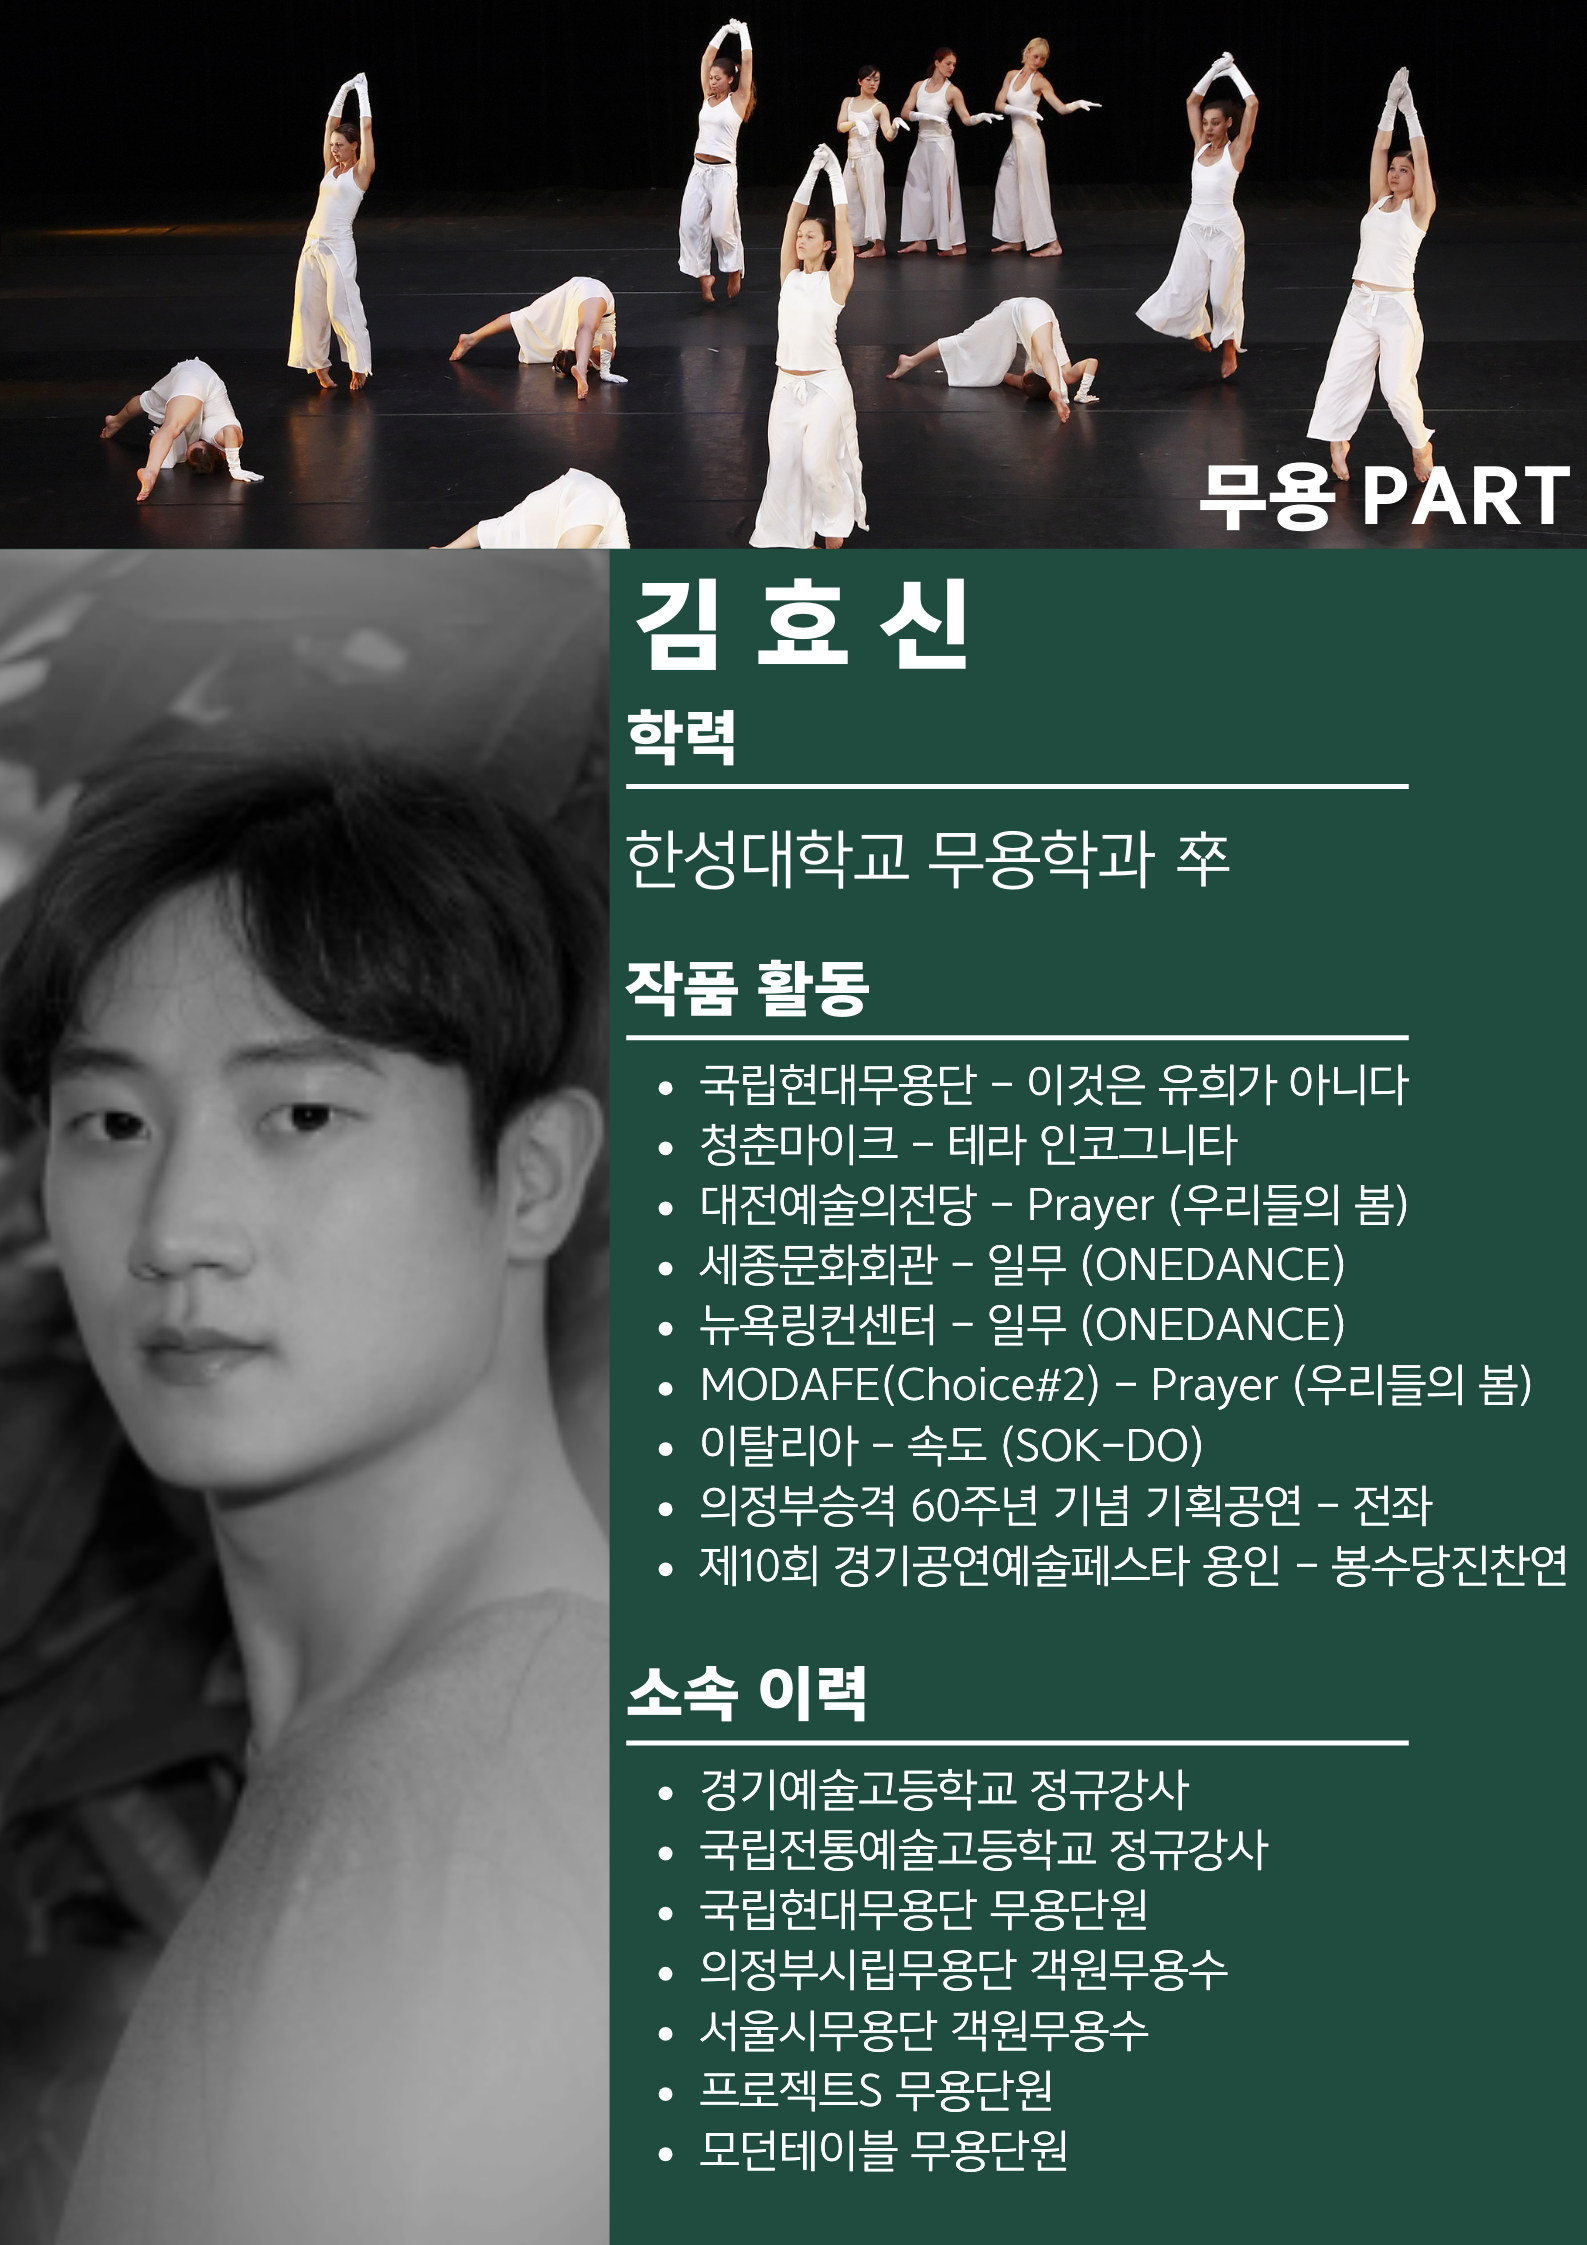 무용 PART
김 효 신
학력
한성대학교 무용학과 卒
작품 활동
• 국립현대무용단 - 이것은 유희가 아니다
• 청춘마이크 - 테라 인코그니타
• 대전예술의전당 - Prayer (우리들의 봄)
• 세종문화회관 - 일무 (ONEDANCE)
• 뉴욕링컨센터 - 일무 (ONEDANCE)
• MODAFE(Choice#2) - Prayer (우리들의 봄)
• 이탈리아 - 속도 (SOK-DO)
• 의정부승격 60주년 기념 기획공연 - 전좌
• 제10회 경기공연예술페스타 용인 - 봉수당진찬연
소속 이력
• 경기예술고등학교 정규강사
• 국립전통예술고등학교 정규강사
• 국립현대무용단 무용단원
• 의정부시립무용단 객원무용수
• 서울시무용단 객원무용수
• 프로젝트S 무용단원
• 모던테이블 무용단원